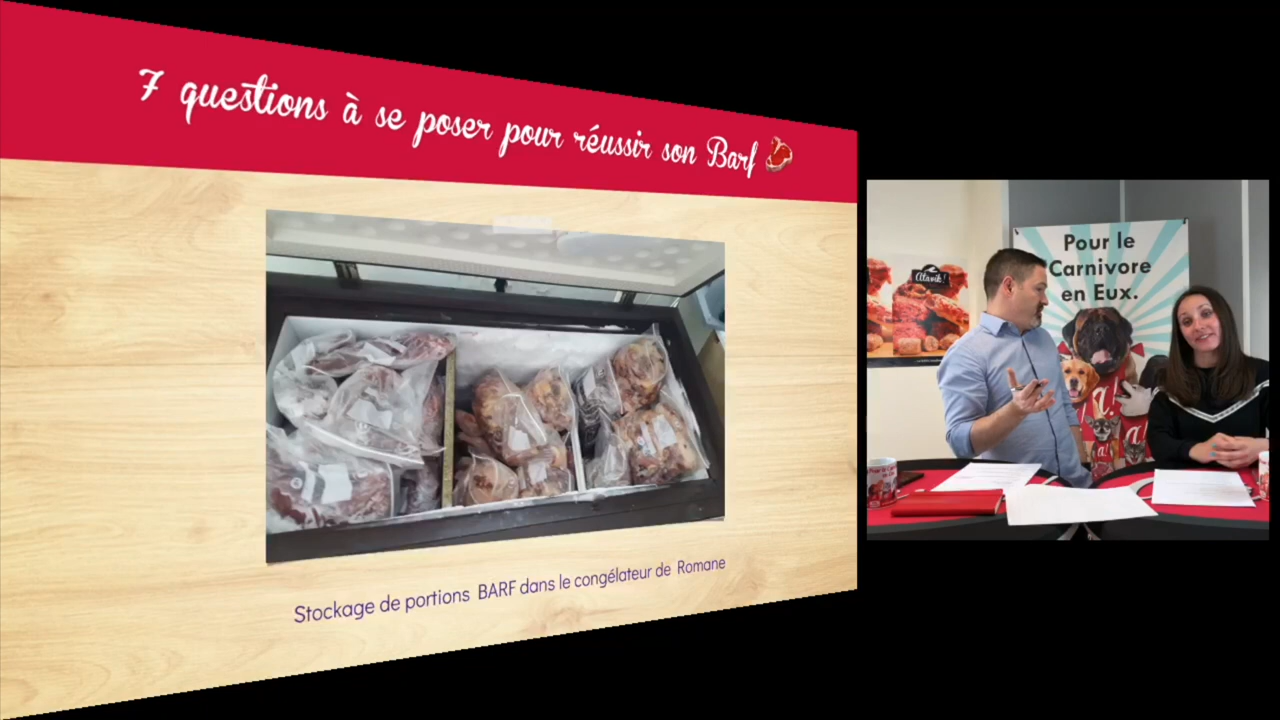 7 questions à se poser pour réussir son Barf
Stockage de portions BARF dans le congélateur de Romane
Pour le
Carnivore
en Eux.